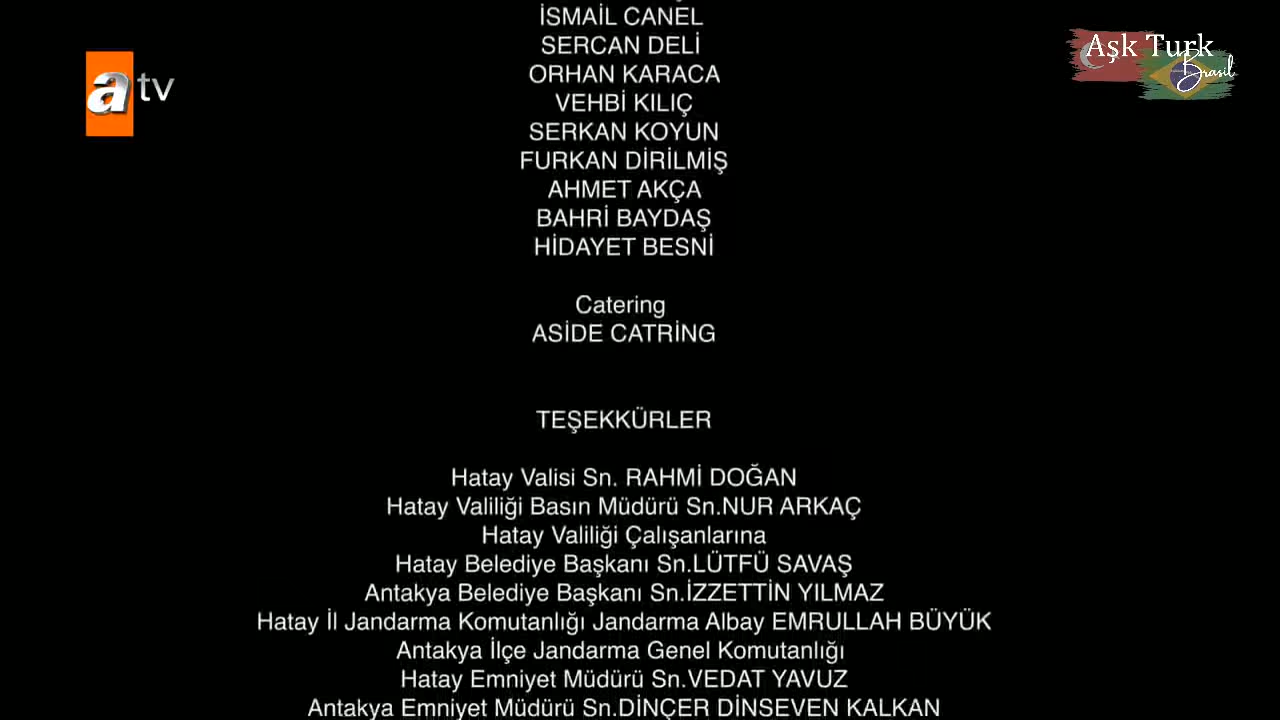 İSMAİL CANEL
SERCAN DELİ
ORHAN KARACA
VEHBİ KILIÇ
SERKAN KOYUN
FURKAN DİRİLMİŞ
AHMET AKÇA
BAHRİ BAYDAŞ
HİDAYET BESNİ
Catering
ASİDE CATRİNG
TEŞEKKÜRLER
Hatay Valisi Sn. RAHMİ DOĞAN
Hatay Valiliği Basın Müdürü Sn.NUR ARKAÇ
Hatay Valiliği Çalışanlarına
Hatay Belediye Başkanı Sn.LÜTFÜ SAVAŞ
Antakya Belediye Başkanı Sn.İZZETTİN YILMAZ
Hatay İl Jandarma Komutanlığı Jandarma Albay EMRULLAH BÜYÜK
Antakya İlçe Jandarma Genel Komutanlığı
Hatay Emniyet Müdürü Sn.VEDAT YAVUZ
Antakya Emniyet Müdürü Sn.DİNÇER DİNSEVEN KALKAN
atv
Aşk Turk
Brasil